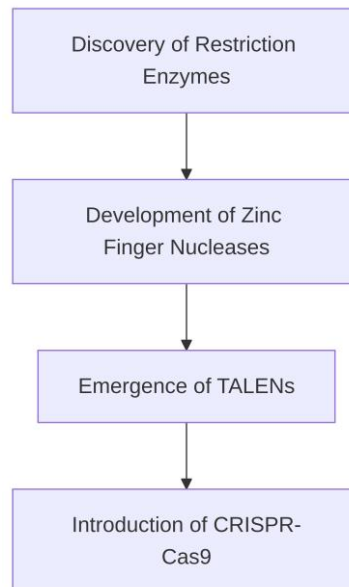 Discovery of Restriction
Enzymes
Development of Zinc
Finger Nucleases
Emergence of TALENs
Introduction of CRISPR-
Cas9